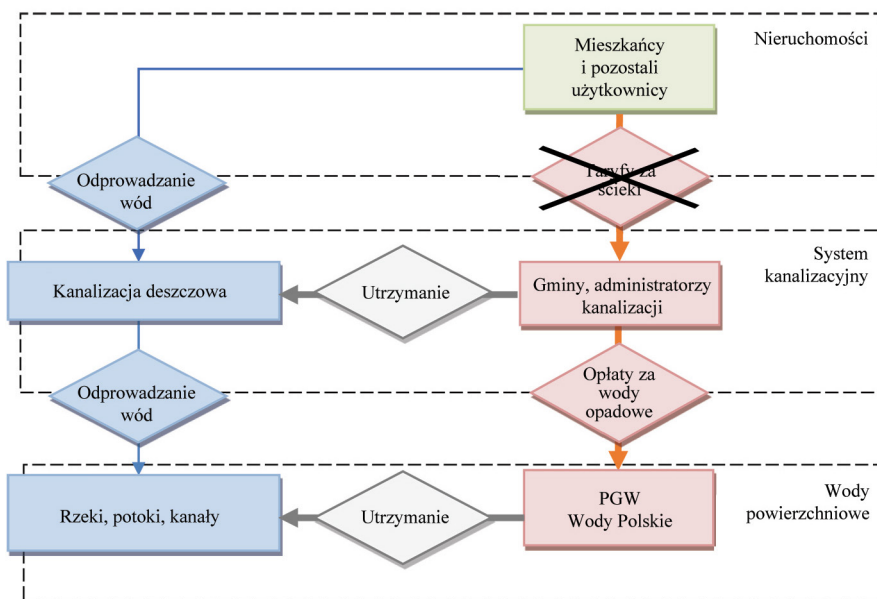 Mieszkańcy
i pozostali
użytkownicy
Nieruchomości
Odprowadzanie
wód
Taryfy za
ścieki
System
kanalizacyjny
Kanalizacja deszczowa
Utrzymanie
Gminy, administratorzy
kanalizacji
Odprowadzanie
wód
Opłaty za
wody
opadowe
Rzeki, potoki, kanały
Utrzymanie
PGW
Wody Polskie
Wody
powierzchniowe